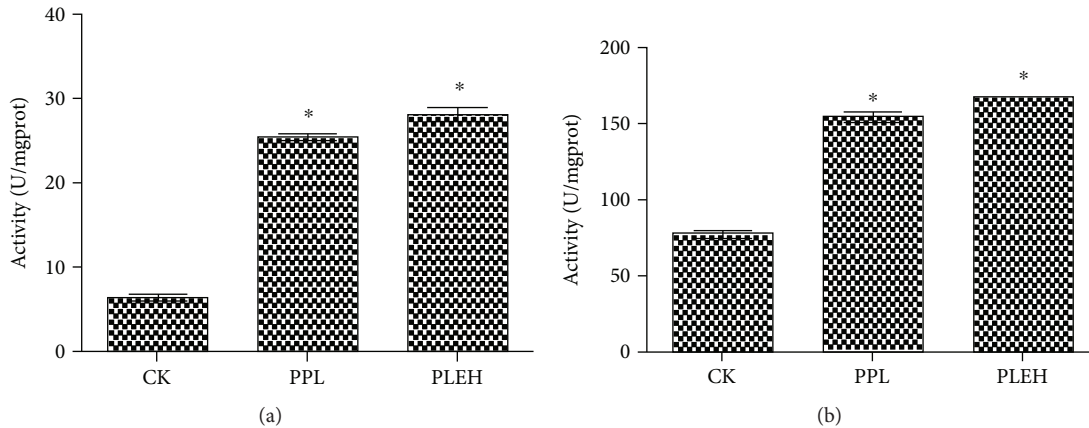 40
30
20
10
0
Activity (U/mgprot)
*
*
CK
PPL
PLEH
(a)
200
150
100
50
0
Activity (U/mgprot)
*
*
CK
PPL
PLEH
(b)